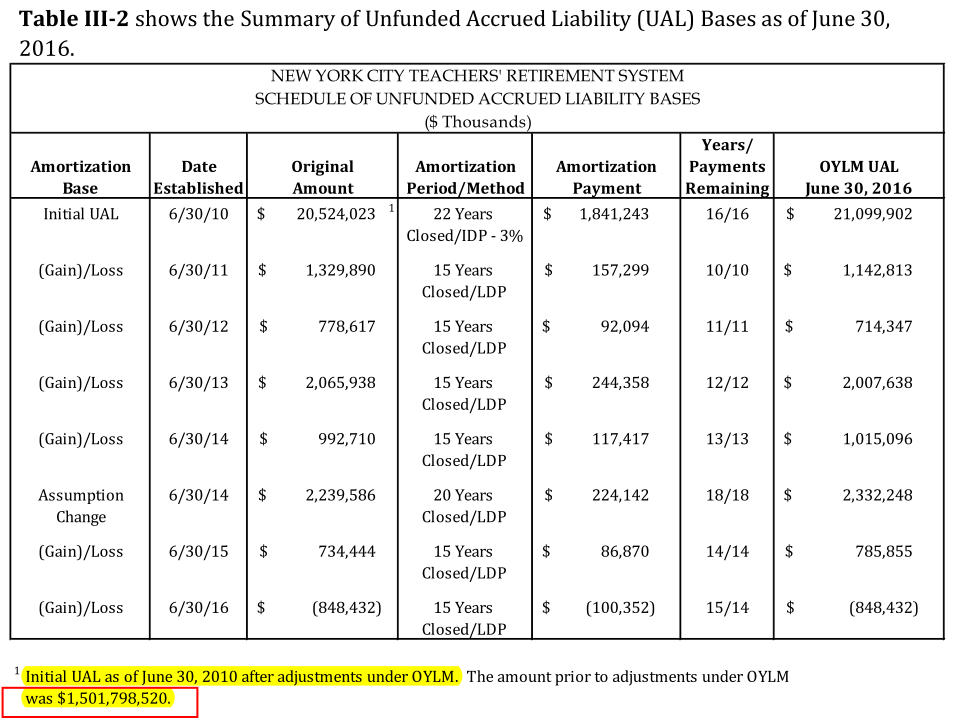 Table III-2 shows the Summary of Unfunded Accrued Liability (UAL) Bases as of June 30,
2016.
NEW YORK CITY TEACHERS' RETIREMENT SYSTEM
SCHEDULE OF UNFUNDED ACCRUED LIABILITY BASES
($ Thousands)
Amortization Base Date Established Original Amount Amortization Period/Method Amortization Payment Years/ Payments Remaining OYLM UAL June 30, 2016
Initial UAL 6/30/10 $ 20,524,023 1 22 Years $ 1,841,243 16/16 $ 21,099,902
Closed/IDP - 3%
(Gain)/Loss 6/30/11 $ 1,329,890 15 Years $ 157,299 10/10 $ 1,142,813
Closed/LDP
(Gain)/Loss 6/30/12 $ 778,617 15 Years $ 92,094 11/11 $ 714,347
Closed/LDP
(Gain)/Loss 6/30/13 $ 2,065,938 15 Years $ 244,358 12/12 $ 2,007,638
Closed/LDP
(Gain)/Loss 6/30/14 $ 992,710 15 Years $ 117,417 13/13 $ 1,015,096
Closed/LDP
Assumption 6/30/14 $ 2,239,586 20 Years $ 224,142 18/18 $ 2,332,248
Change Closed/LDP
(Gain)/Loss 6/30/15 $ 734,444 15 Years $ 86,870 14/14 $ 785,855
Closed/LDP
(Gain)/Loss 6/30/16 $ (848,432) 15 Years $ (100,352) 15/14 $ (848,432)
Closed/LDP
1 Initial UAL as of June 30, 2010 after adjustments under OYLM. The amount prior to adjustments under OYLM
was $1,501,798,520.